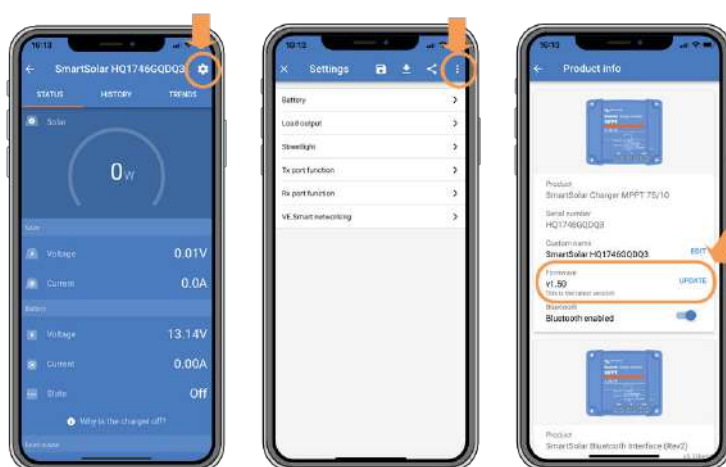 16:13
SmartSolar HQ1746GQDQ3
STATUS HISTORY TRENDS
Solar
0W
Solar
Voltage 0.01V
Current 0.0A
Battery
Voltage 13.14V
Current 0.00A
State Off
Why is the charger off?
Load output
16:13
Settings
Battery
Load output
Streetlight
Tx port function
Rx port function
VE.Smart networking
16:13
Product info
Product
SmartSolar Charger MPPT 75/10
Serial number
HQ1746GQDQ3
Custom name
SmartSolar HQ1746GQDQ3 EDIT
Firmware
v1.50 UPDATE
This is the latest version
Bluetooth
Bluetooth enabled
MPPT
Product
SmartSolar Bluetooth Interface (Rev2)